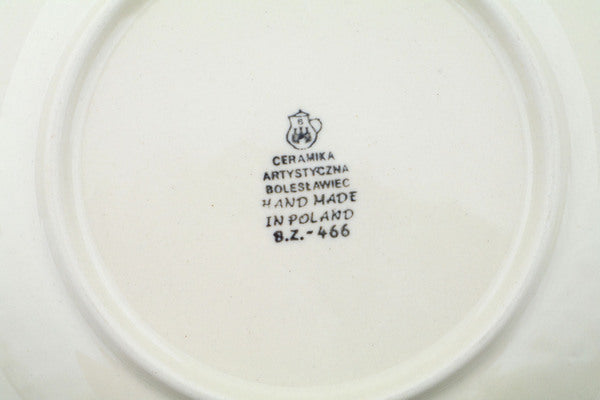 B
CERAMIKA
ARTYSTYCZNA
BOLESŁAWIEC
HAND MADE
IN POLAND
B.Z.-466